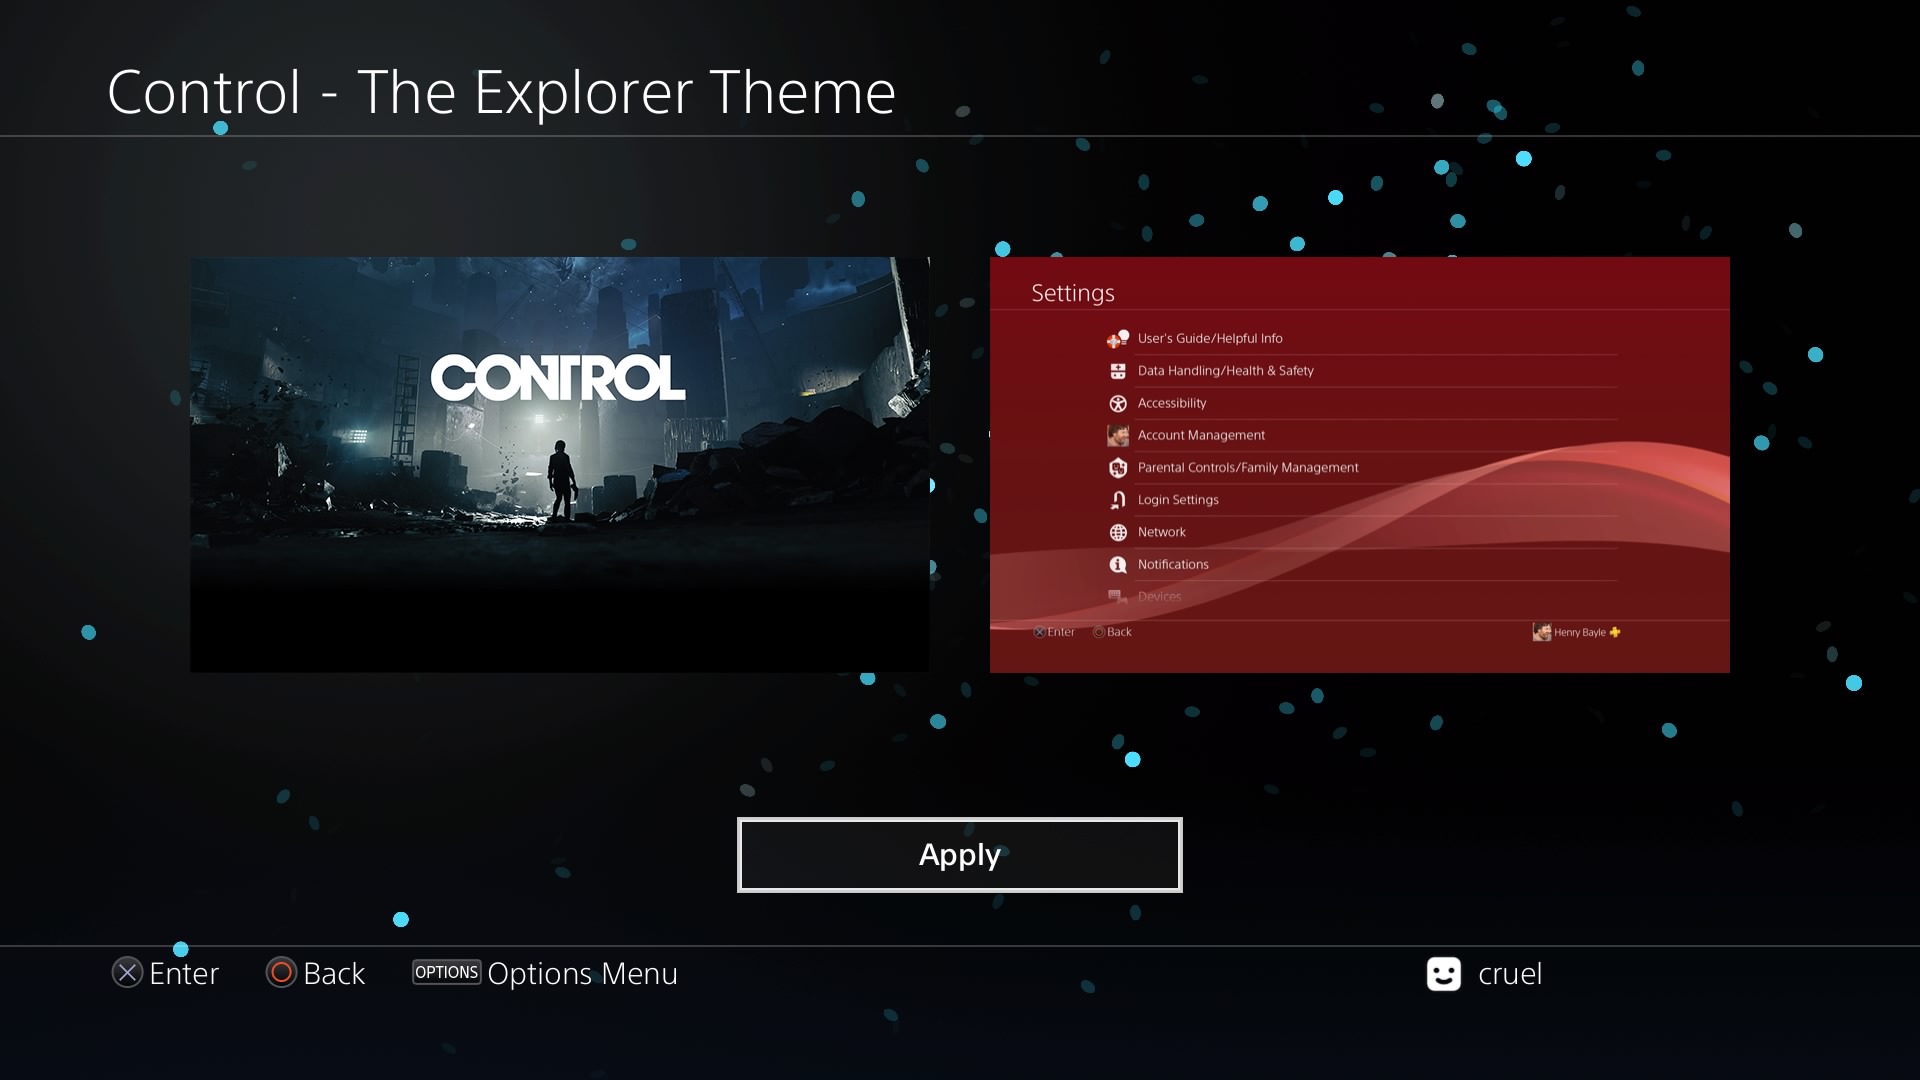 Control - The Explorer Theme
CONTROL
Settings
User's Guide/Helpful Info
Data Handling/Health & Safety
Accessibility
Account Management
Parental Controls/Family Management
Login Settings
Network
Notifications
Devices
Enter Back Henry Bayle
Apply
Enter Back OPTIONS Options Menu cruel